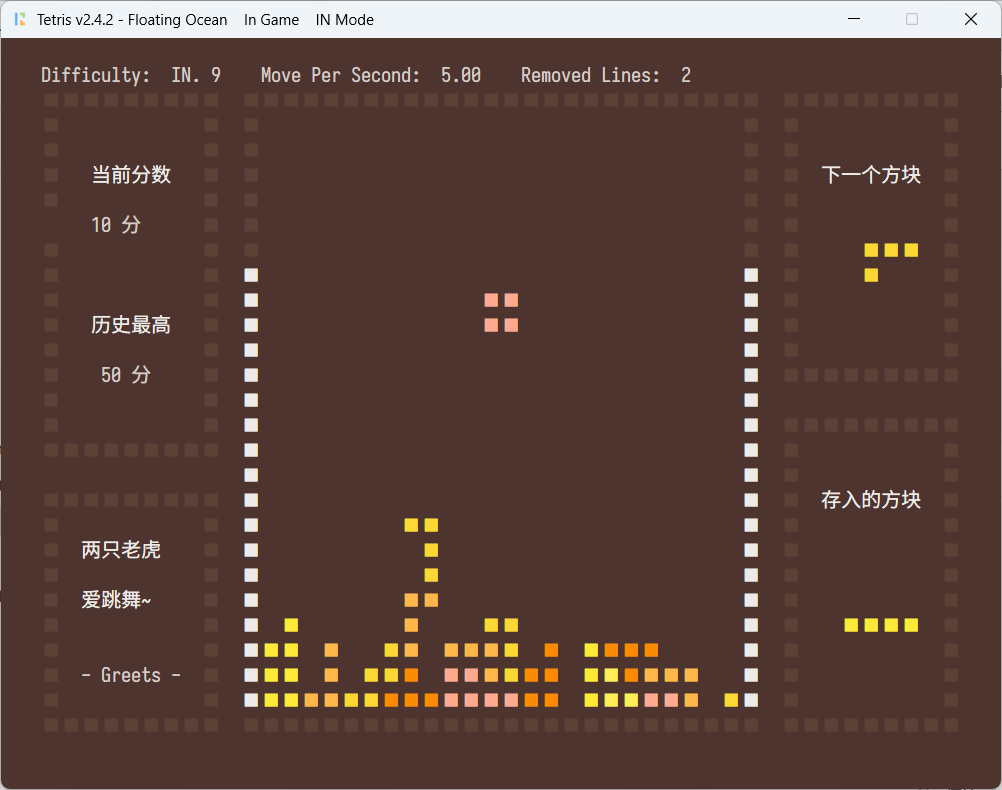 Tetris v2.4.2 - Floating Ocean    In Game    IN Mode
Difficulty:  IN. 9    Move Per Second:  5.00    Removed Lines:  2
当前分数
10 分
历史最高
50 分
两只老虎
爱跳舞~
- Greets -
下一个方块
存入的方块